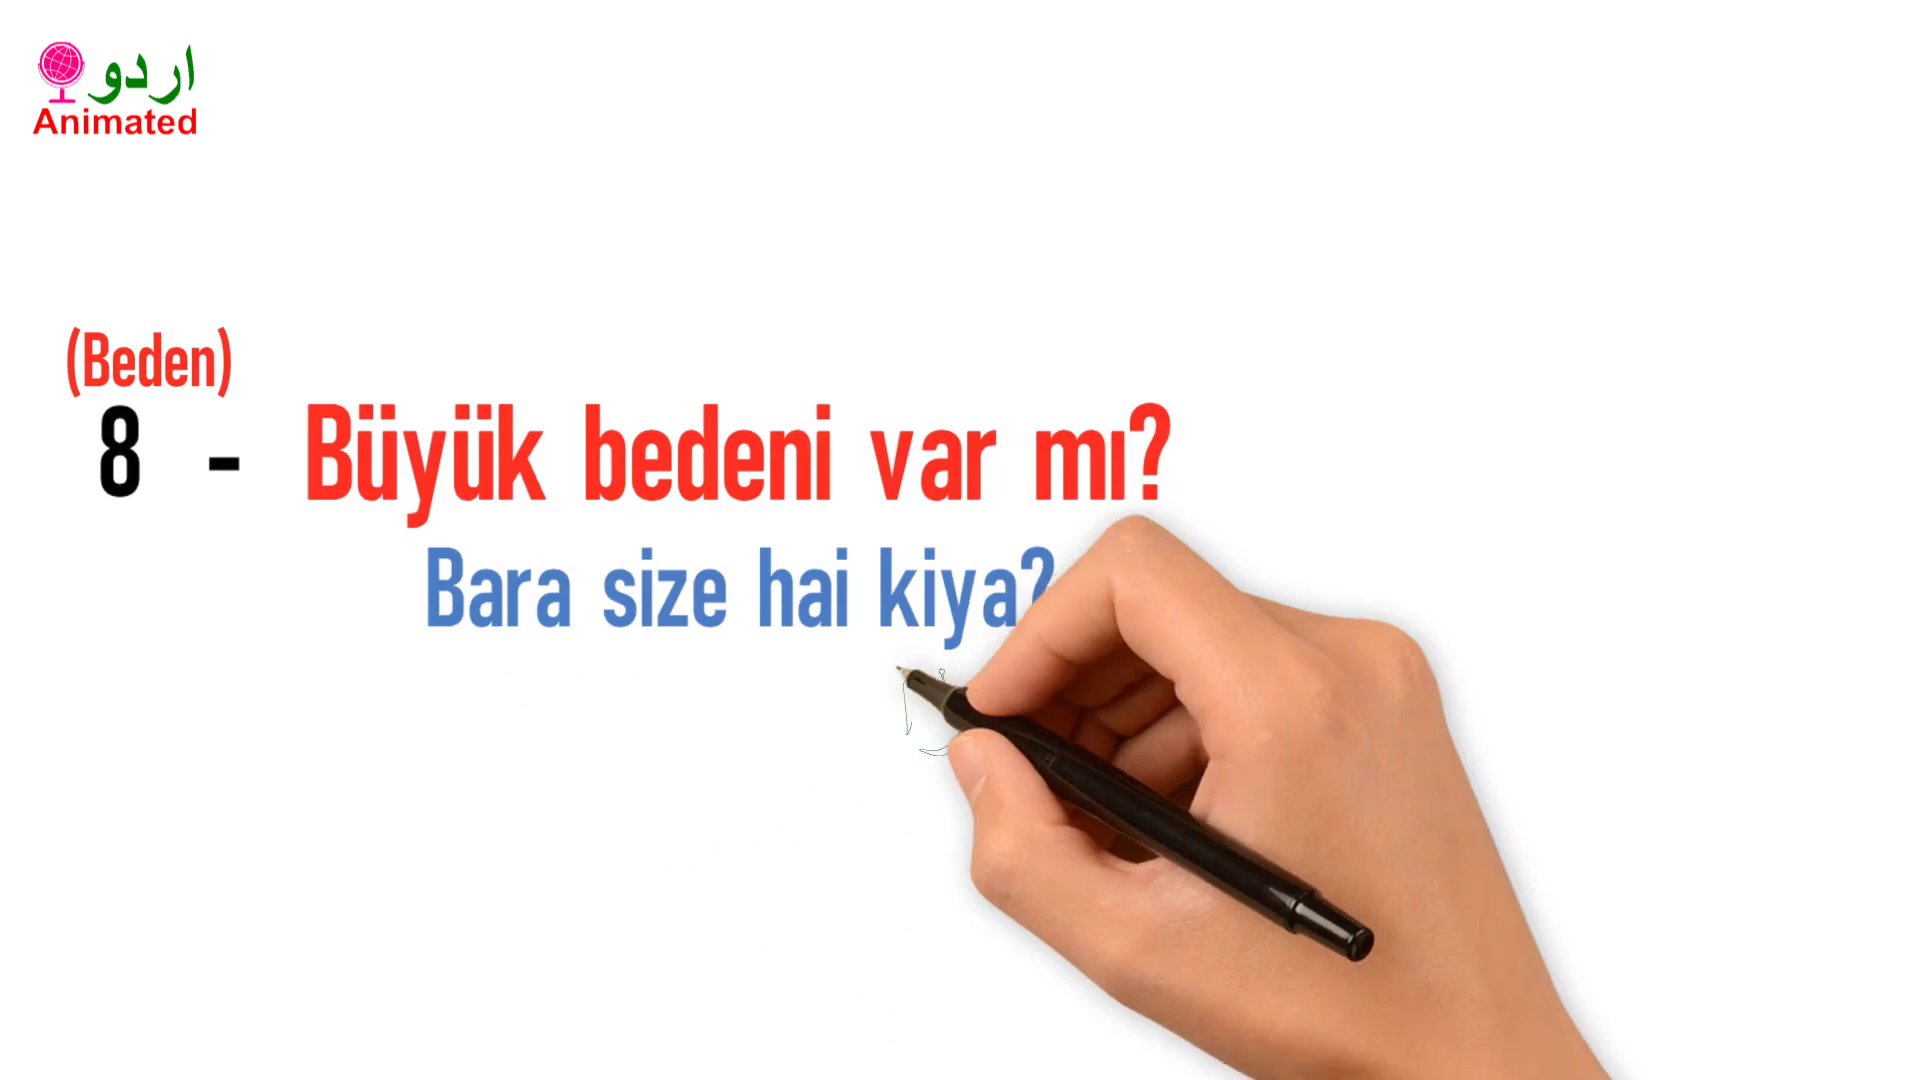 اردو
Animated
(Beden)
8 - Büyük bedeni var mı?
Bara size hai kiya?